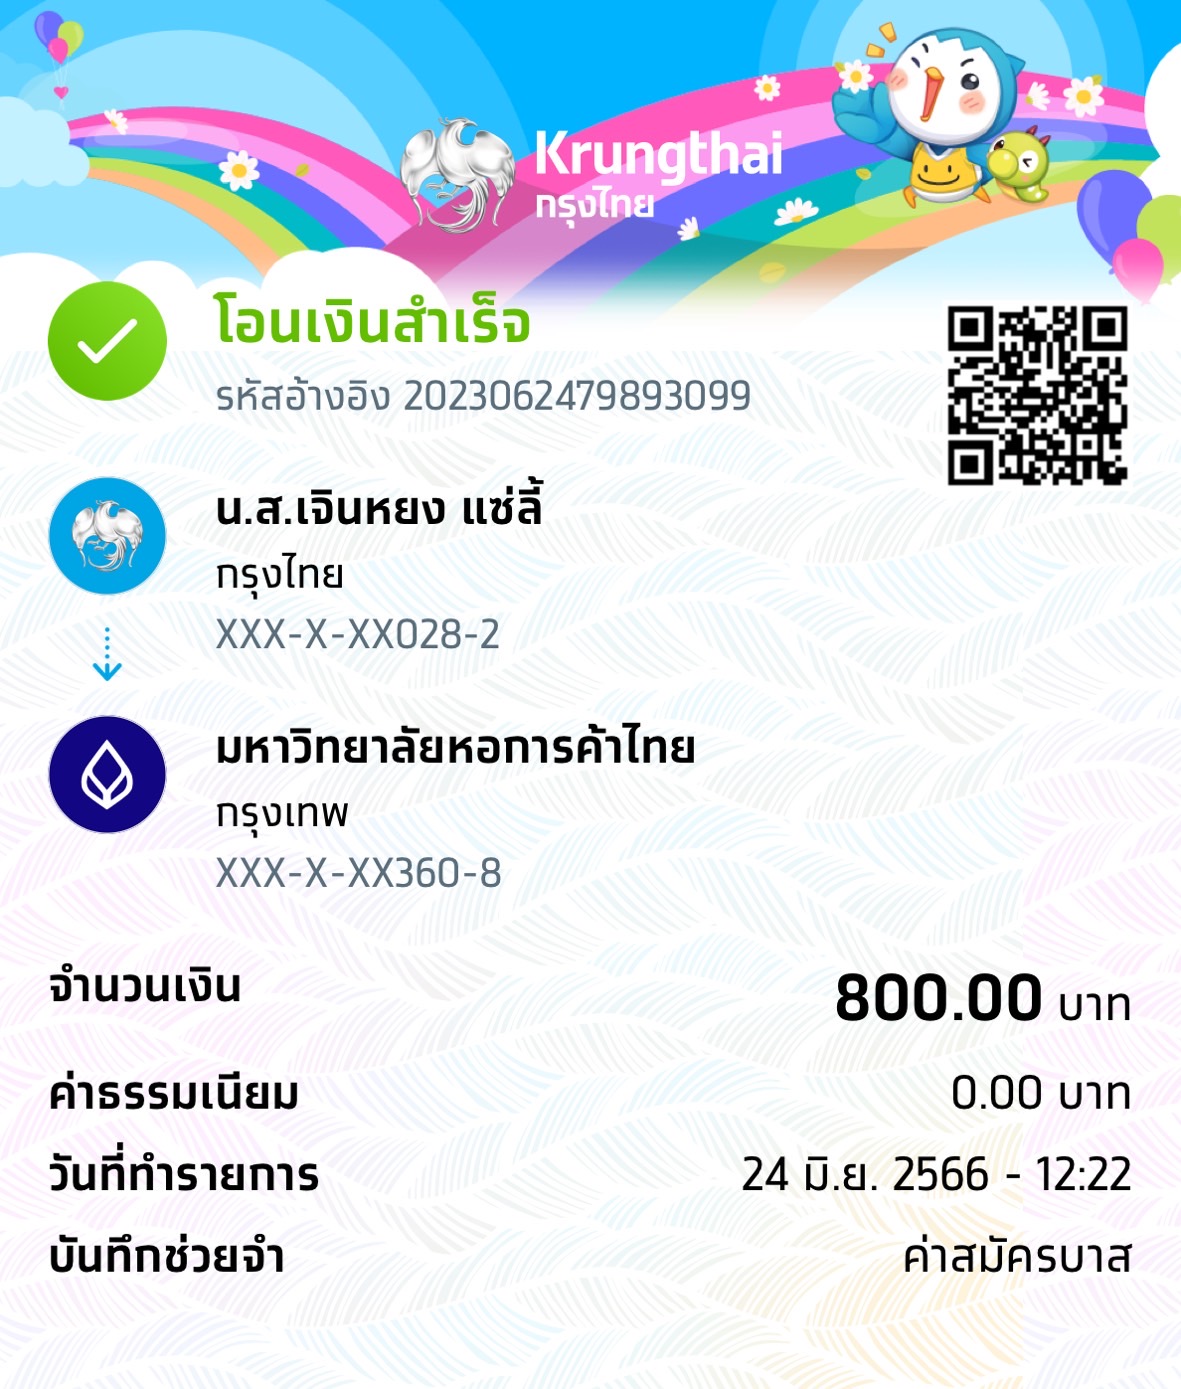 Krungthai
กรุงไทย
โอนเงินสำเร็จ
รหัสอ้างอิง 2023062479893099
น.ส.เจินหยง แซ่ลี้
กรุงไทย
XXX-X-XX028-2
มหาวิทยาลัยหอการค้าไทย
กรุงเทพ
XXX-X-XX360-8
จำนวนเงิน 800.00 บาท
ค่าธรรมเนียม 0.00 บาท
วันที่ทำรายการ 24 มิ.ย. 2566 - 12:22
บันทึกช่วยจำ ค่าสมัครบาส